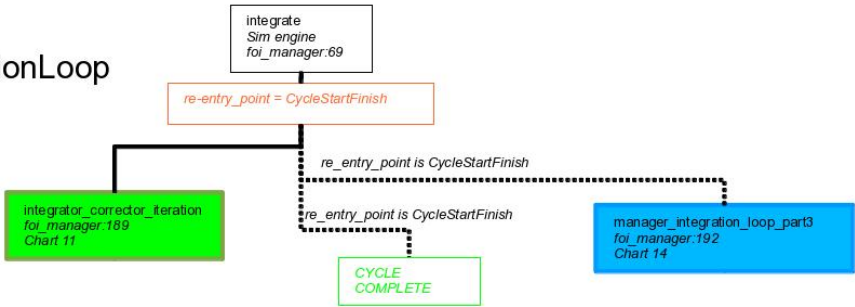 integrate
Sim engine
foi_manager:69
onLoop
re-entry_point = CycleStartFinish
re_entry_point is CycleStartFinish
re_entry_point is CycleStartFinish
integrator_corrector_iteration
foi_manager:189
Chart 11
manager_integration_loop_part3
foi_manager:192
Chart 14
CYCLE
COMPLETE